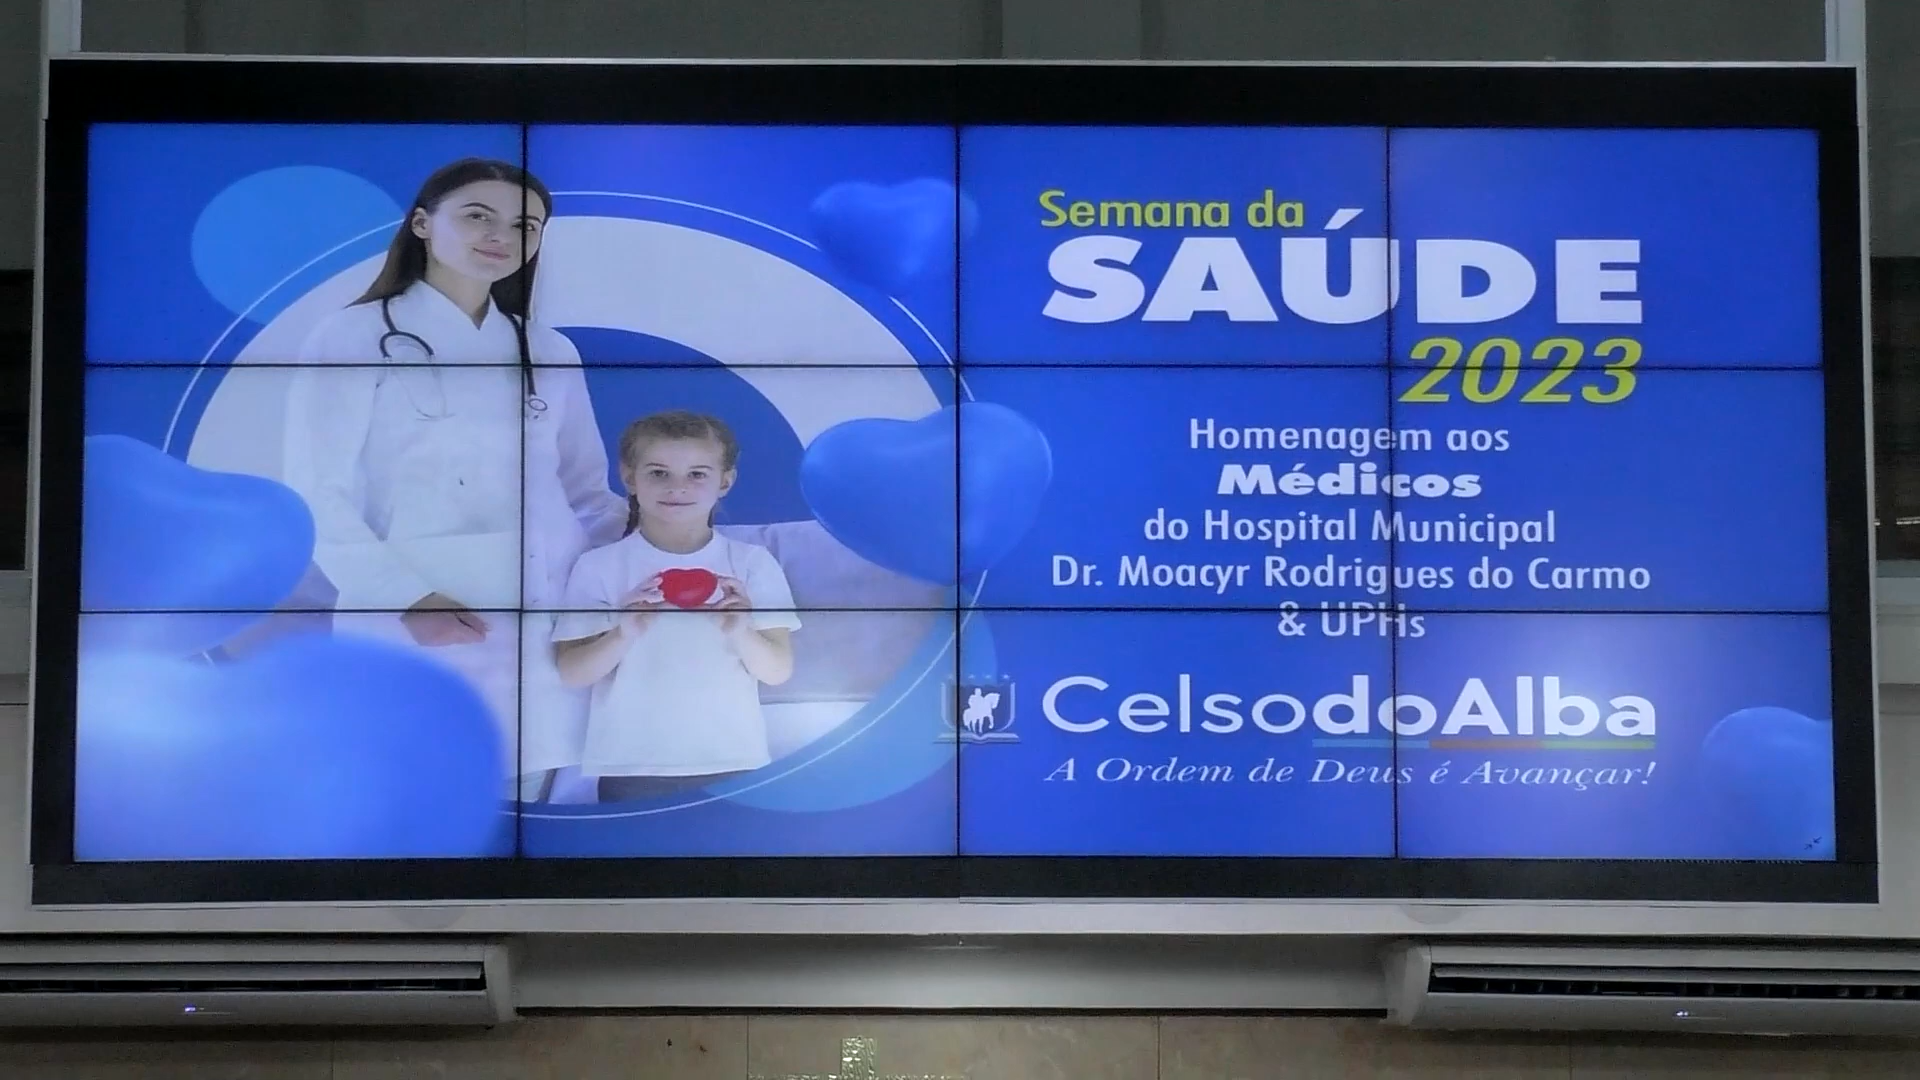 Semana da
SAÚDE
2023
Homenagem aos
Médicos
do Hospital Municipal
Dr. Moacyr Rodrigues do Carmo
& UPHs
CelsodoAlba
A Ordem de Deus é Avançar!